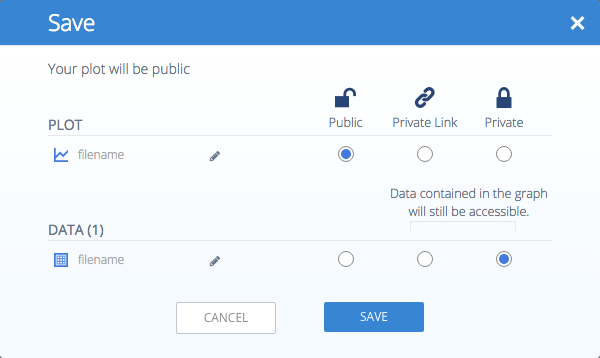 Save
Your plot will be public
PLOT
Public
Private Link
Private
filename
Data contained in the graph
will still be accessible.
DATA (1)
filename
CANCEL
SAVE